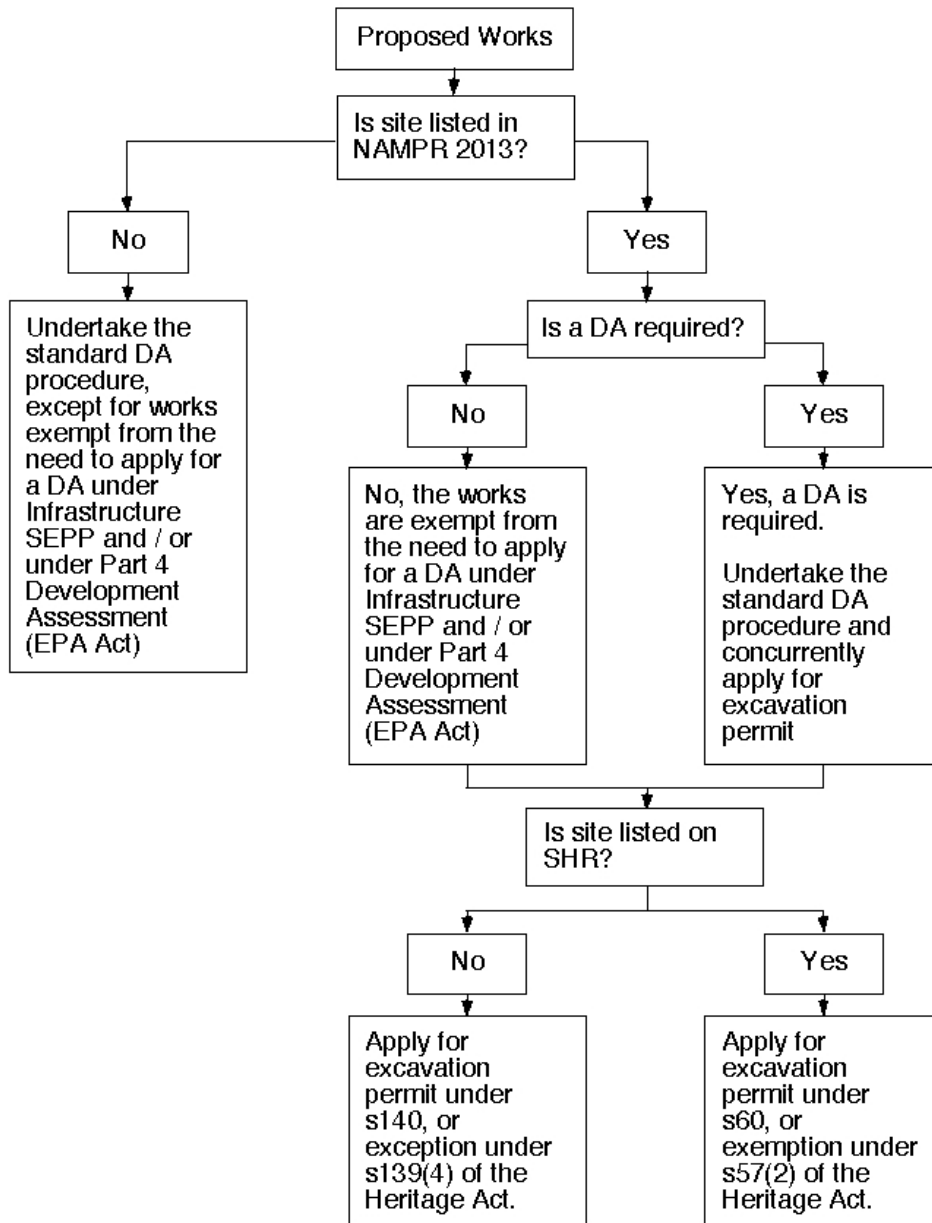 Proposed Works
Is site listed in
NAMPR 2013?
No
Yes
Undertake the
standard DA
procedure,
except for works
exempt from the
need to apply for
a DA under
Infrastructure
SEPP and / or
under Part 4
Development
Assessment
(EPA Act)
Is a DA required?
No
Yes
No, the works
are exempt from
the need to apply
for a DA under
Infrastructure
SEPP and / or
under Part 4
Development
Assessment
(EPA Act)
Yes, a DA is
required.
Undertake the
standard DA
procedure and
concurrently
apply for
excavation
permit
Is site listed on
SHR?
No
Yes
Apply for
excavation
permit under
s140, or
exception under
s139(4) of the
Heritage Act.
Apply for
excavation
permit under
s60, or
exemption under
s57(2) of the
Heritage Act.